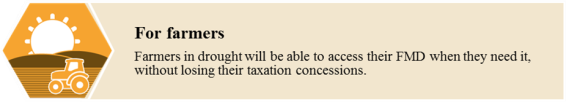 For farmers
Farmers in drought will be able to access their FMD when they need it,
without losing their taxation concessions.